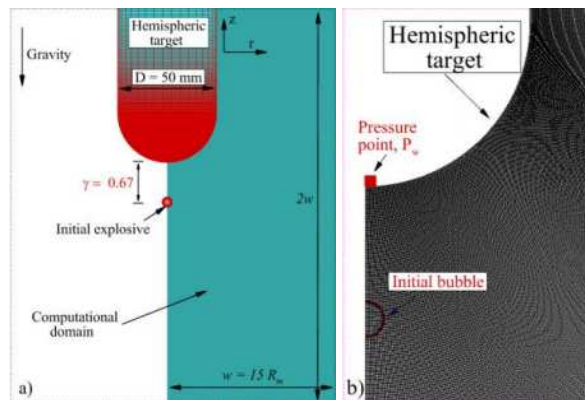 Gravity
Hemispheric
target
z
r
D = 50 mm
γ = 0.67
Initial explosive
2w
Computational
domain
w = 15 Rm
a)
Hemispheric
target
Pressure
point, Pw
Initial bubble
b)